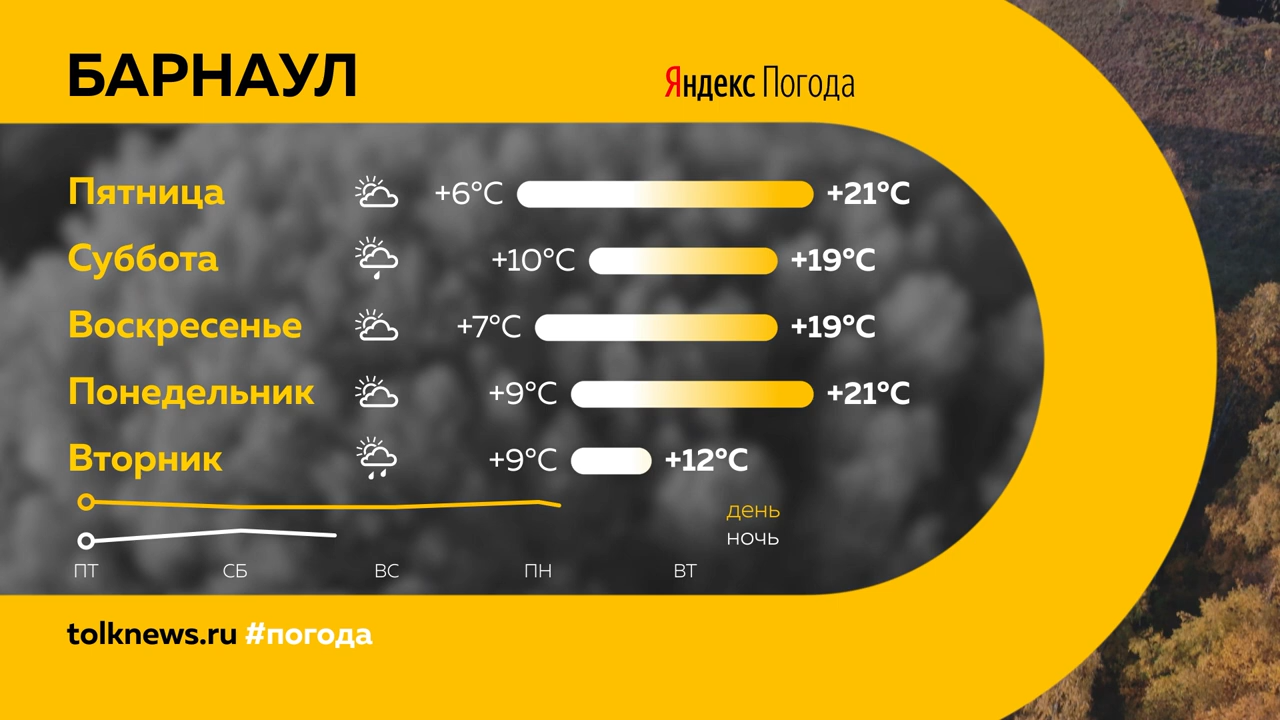 БАРНАУЛ
Яндекс Погода
Пятница +6°C +21°C
Суббота +10°C +19°C
Воскресенье +7°C +19°C
Понедельник +9°C +21°C
Вторник +9°C +12°C
день
ночь
ПТ СБ ВС ПН ВТ
tolknews.ru #погода